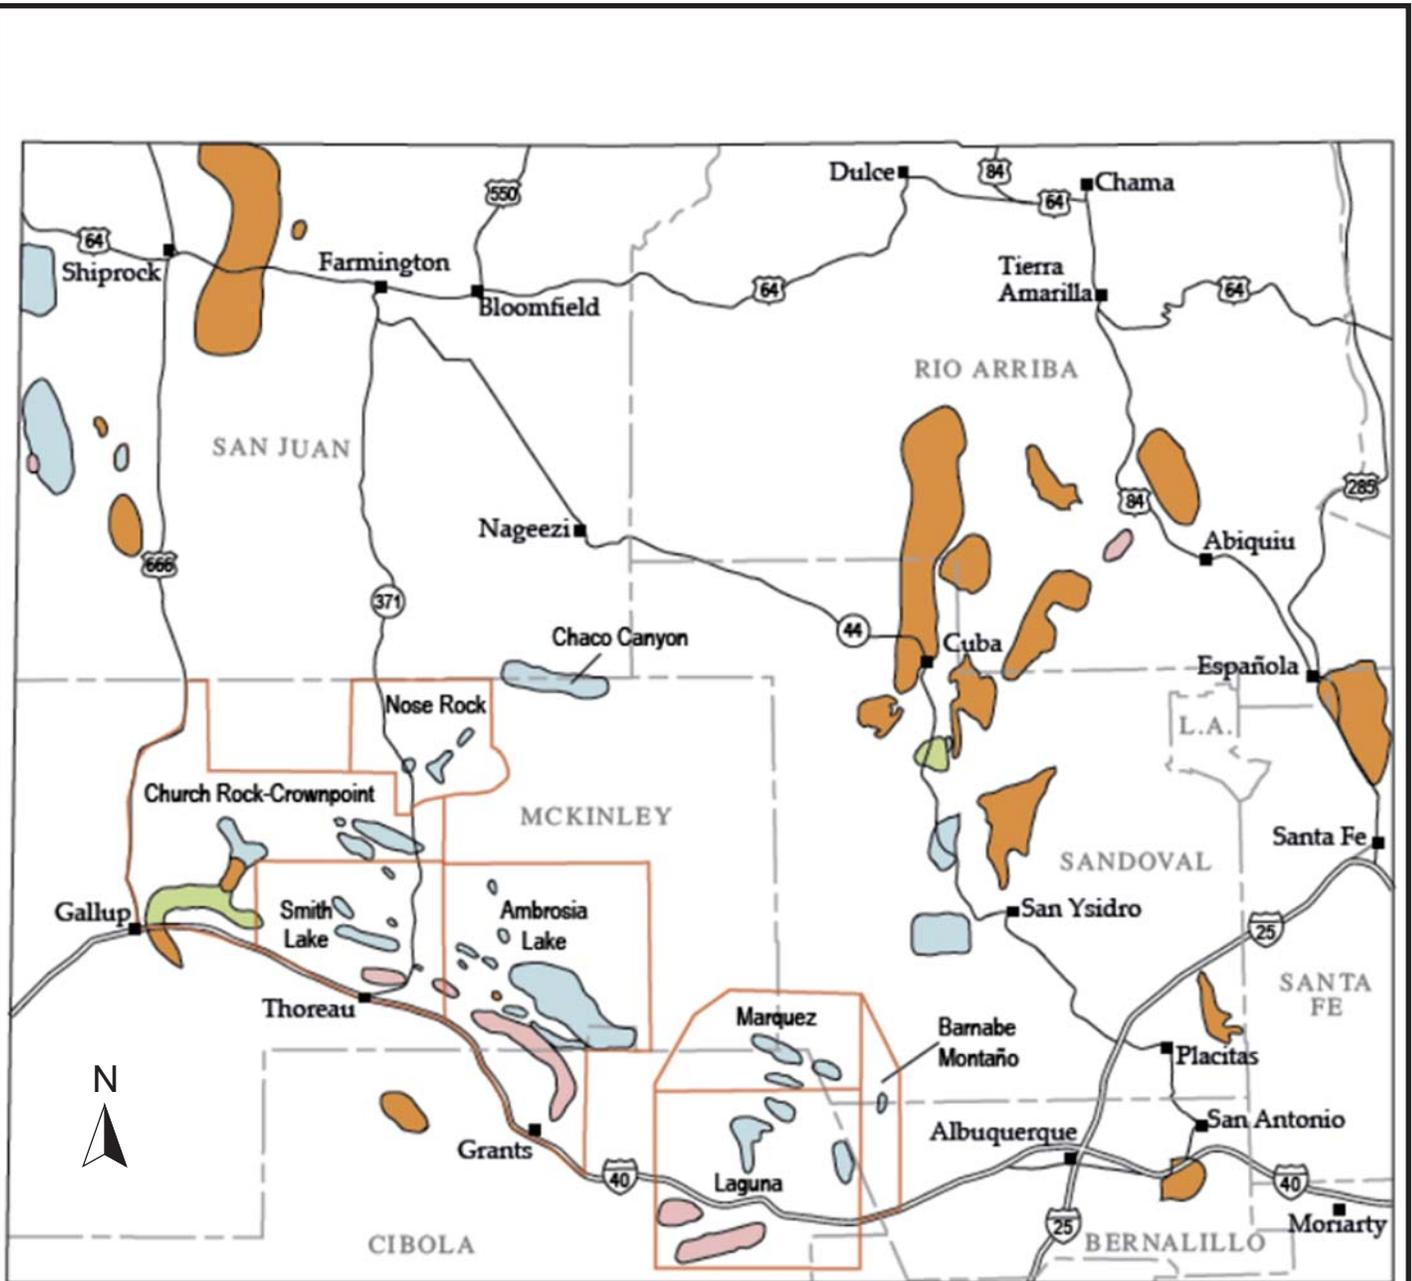 550
Dulce
84
Chama
64
64
Shiprock
Farmington
Bloomfield
64
Tierra
Amarilla
64
RIO ARRIBA
SAN JUAN
84
285
Nageezi
Abiquiu
666
371
Chaco Canyon
44
Cuba
Española
Nose Rock
L.A.
Church Rock-Crownpoint
MCKINLEY
Santa Fe
SANDOVAL
Gallup
Smith
Lake
Ambrosia
Lake
San Ysidro
25
SANTA
FE
Thoreau
Marquez
Barnabe
Montaño
Placitas
N
San Antonio
Grants
Albuquerque
40
Laguna
40
25
Moriarty
CIBOLA
BERNALILLO